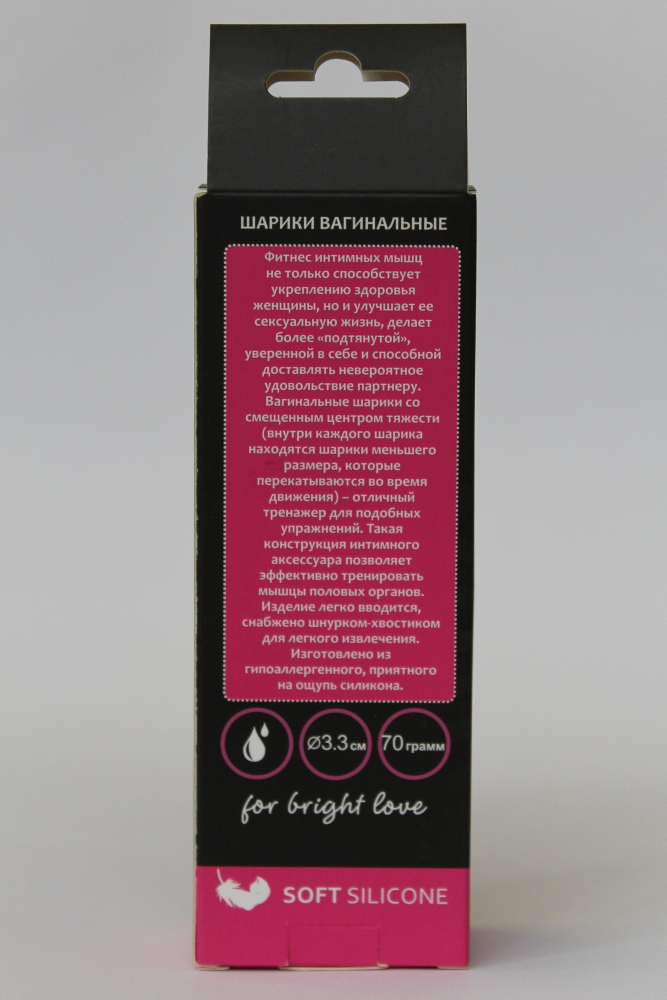 ШАРИКИ ВАГИНАЛЬНЫЕ
Фитнес интимных мышц
не только способствует
укреплению здоровья
женщины, но и улучшает ее
сексуальную жизнь, делает
более «подтянутой»,
уверенной в себе и способной
доставлять невероятное
удовольствие партнеру.
Вагинальные шарики со
смещенным центром тяжести
(внутри каждого шарика
находятся шарики меньшего
размера, которые
перекатываются во время
движения) – отличный
тренажер для подобных
упражнений. Такая
конструкция интимного
аксессуара позволяет
эффективно тренировать
мышцы половых органов.
Изделие легко вводится,
снабжено шнурком-хвостиком
для легкого извлечения.
Изготовлено из
гипоаллергенного, приятного
на ощупь силикона.
Ø3.3 см 70 грамм
for bright love
SOFT SILICONE